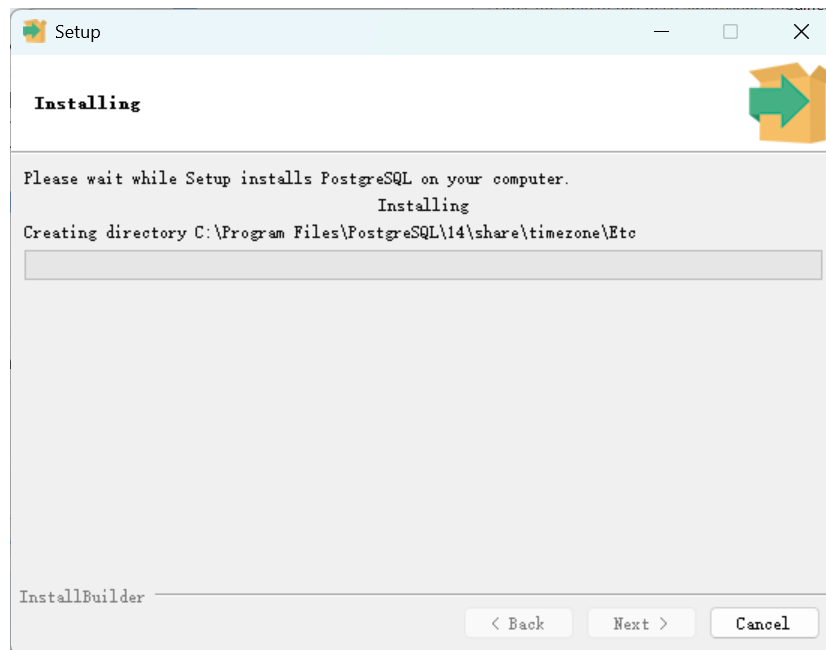 Setup
Installing
Please wait while Setup installs PostgreSQL on your computer.
Installing
Creating directory C:\Program Files\PostgreSQL\14\share\timezone\Etc
InstallBuilder
< Back Next > Cancel